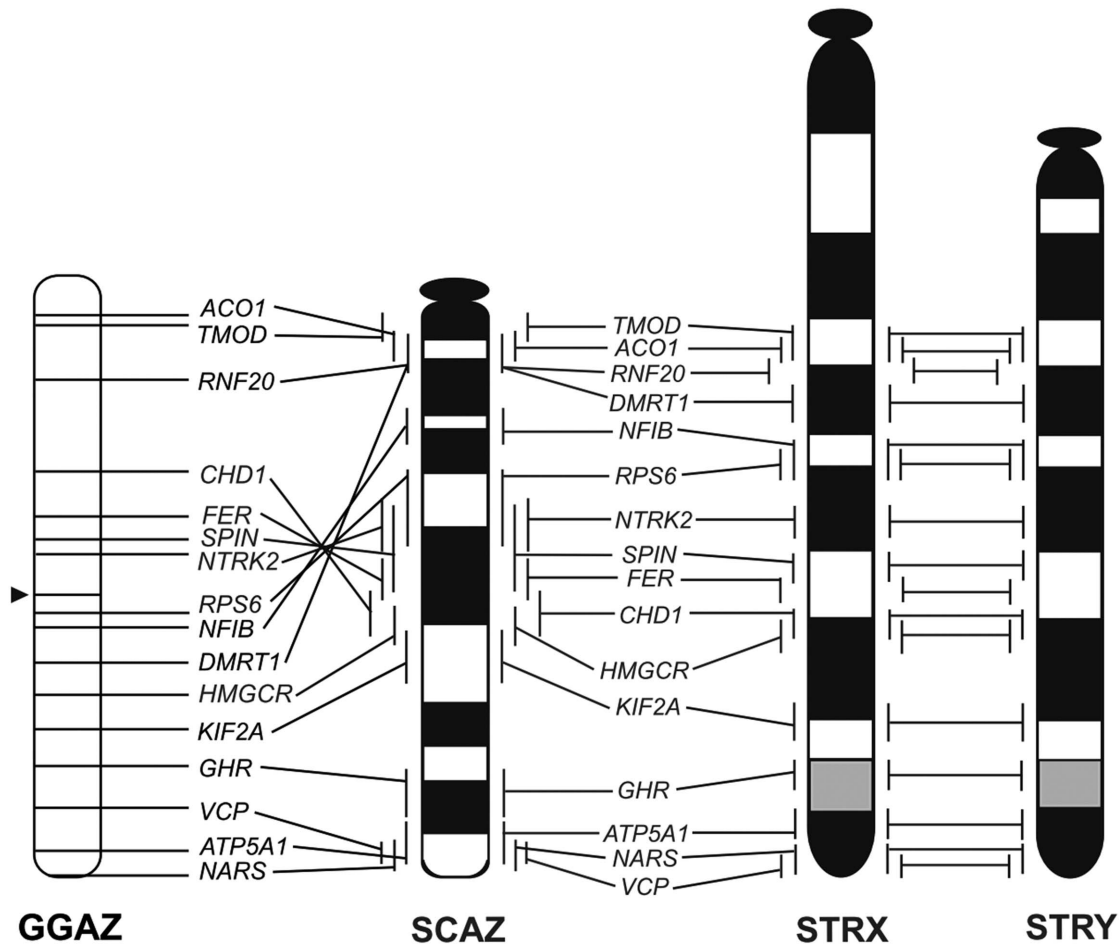 ACO1
TMOD
RNF20
CHD1
FER
SPIN
NTRK2
RPS6
NFIB
DMRT1
HMGCR
KIF2A
GHR
VCP
ATP5A1
NARS
TMOD
ACO1
RNF20
DMRT1
NFIB
RPS6
NTRK2
SPIN
FER
CHD1
HMGCR
KIF2A
GHR
ATP5A1
NARS
VCP
GGAZ SCAZ STRX STRY